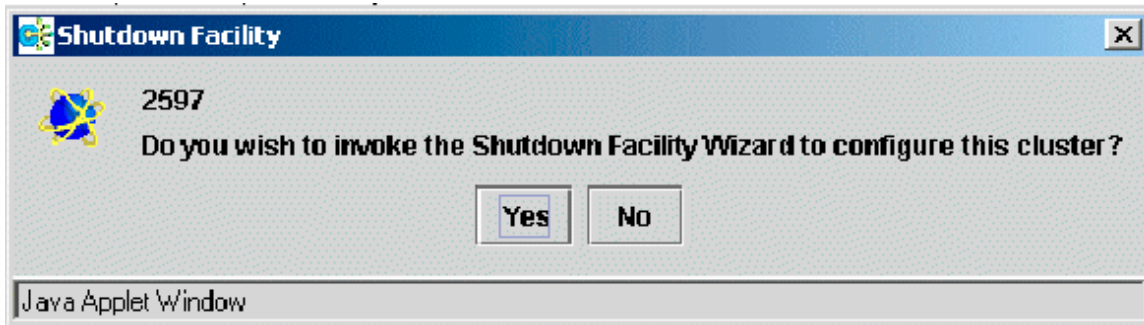 Shutdown Facility
2597
Do you wish to invoke the Shutdown Facility Wizard to configure this cluster?
Yes No
Java Applet Window